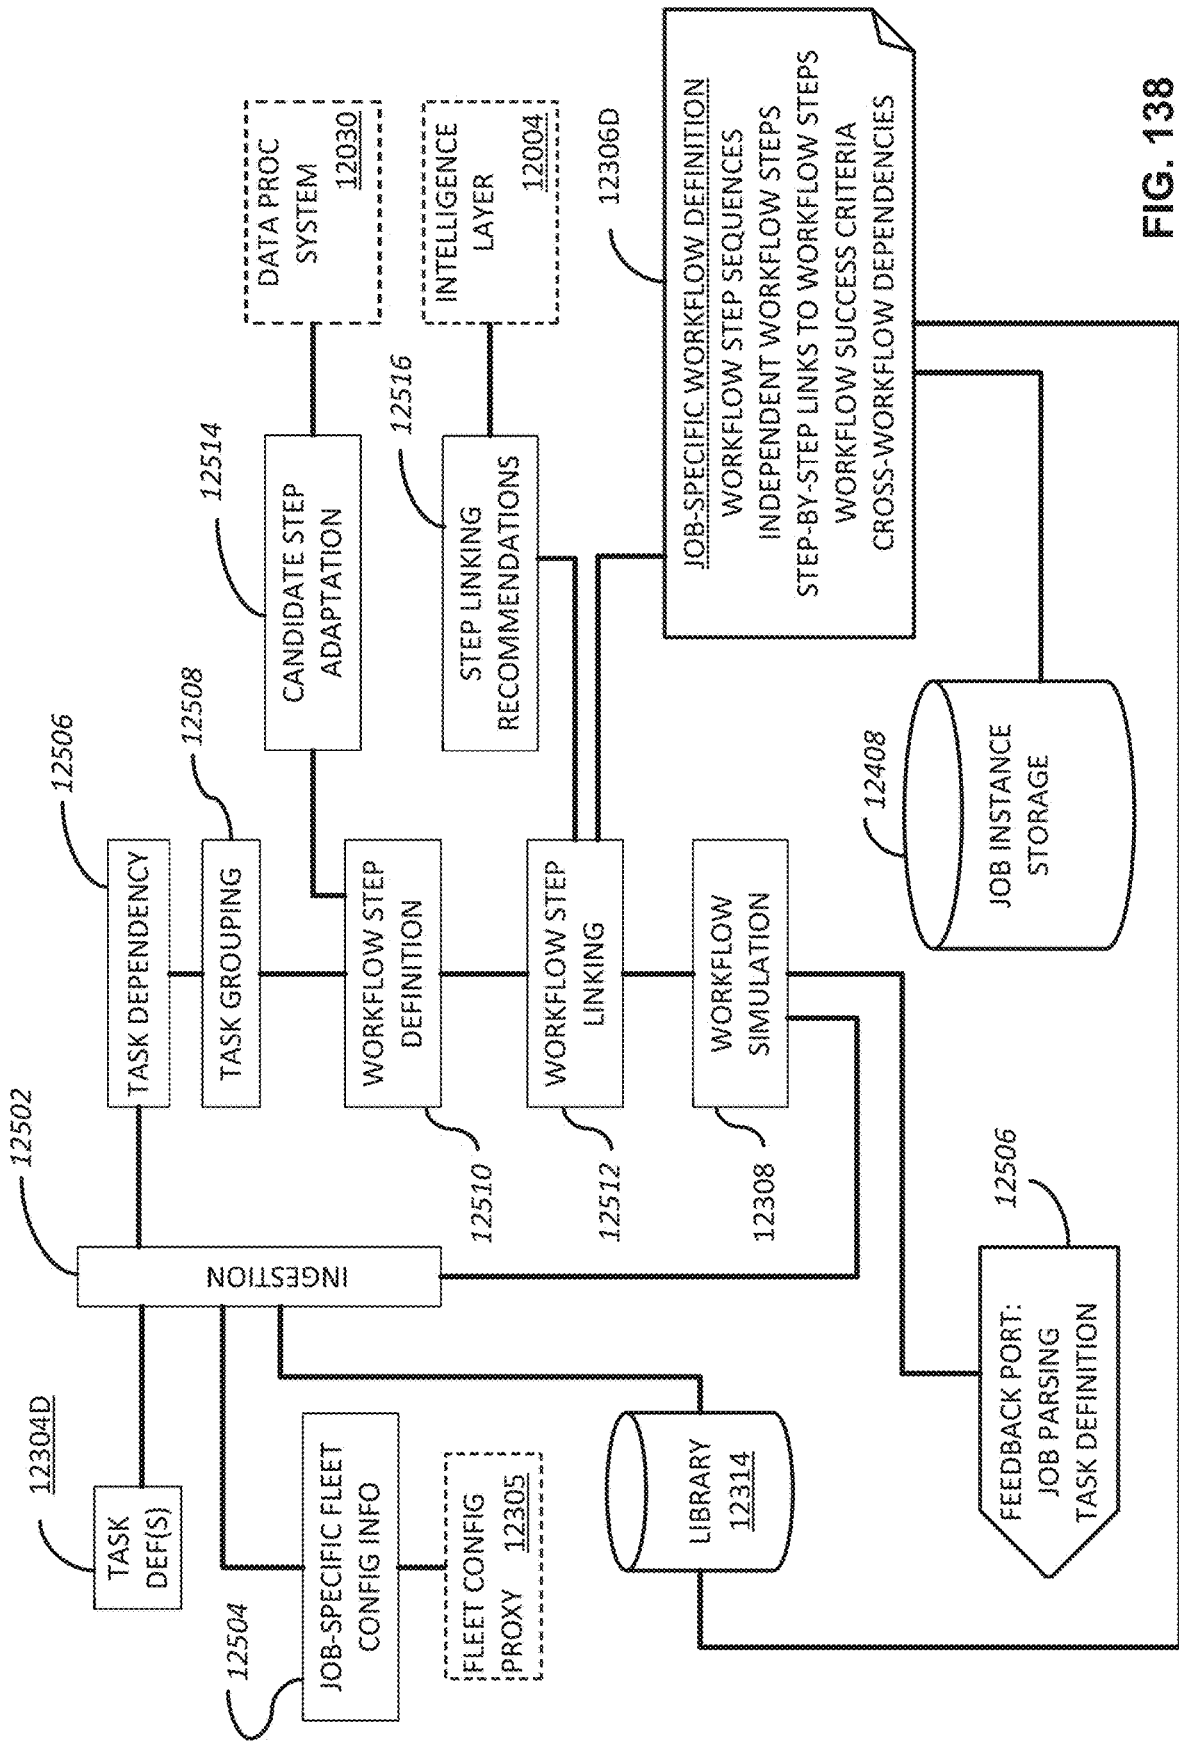 12304D
TASK
DEF(S)
12504
JOB-SPECIFIC FLEET
CONFIG INFO
FLEET CONFIG
PROXY 12305
LIBRARY
12314
FEEDBACK PORT:
JOB PARSING
TASK DEFINITION
12506
12502
INGESTION
12506
TASK DEPENDENCY
12508
TASK GROUPING
WORKFLOW STEP
DEFINITION
12510
WORKFLOW STEP
LINKING
12512
WORKFLOW
SIMULATION
12308
12514
CANDIDATE STEP
ADAPTATION
12516
STEP LINKING
RECOMMENDATIONS
DATA PROC
SYSTEM
12030
INTELLIGENCE
LAYER
12004
12306D
JOB-SPECIFIC WORKFLOW DEFINITION
WORKFLOW STEP SEQUENCES
INDEPENDENT WORKFLOW STEPS
STEP-BY-STEP LINKS TO WORKFLOW STEPS
WORKFLOW SUCCESS CRITERIA
CROSS-WORKFLOW DEPENDENCIES
12408
JOB INSTANCE
STORAGE
FIG. 138